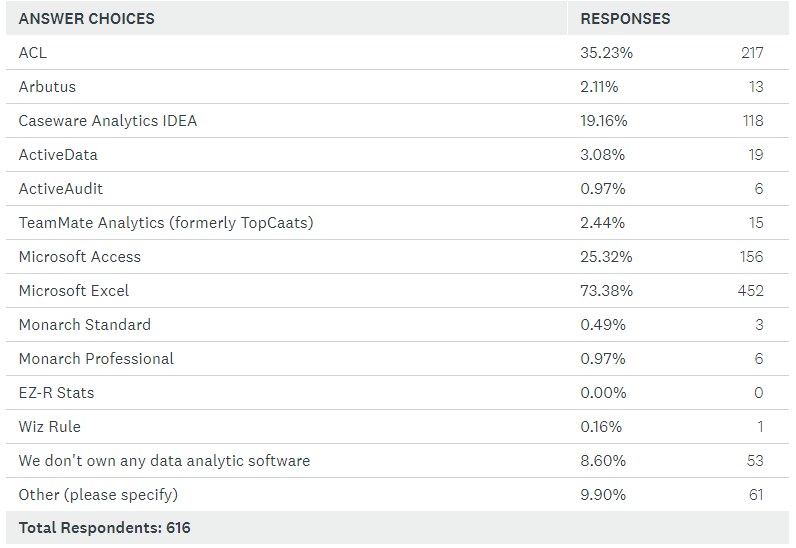 ANSWER CHOICES RESPONSES
ACL 35.23% 217
Arbutus 2.11% 13
Caseware Analytics IDEA 19.16% 118
ActiveData 3.08% 19
ActiveAudit 0.97% 6
TeamMate Analytics (formerly TopCaats) 2.44% 15
Microsoft Access 25.32% 156
Microsoft Excel 73.38% 452
Monarch Standard 0.49% 3
Monarch Professional 0.97% 6
EZ-R Stats 0.00% 0
Wiz Rule 0.16% 1
We don't own any data analytic software 8.60% 53
Other (please specify) 9.90% 61
Total Respondents: 616